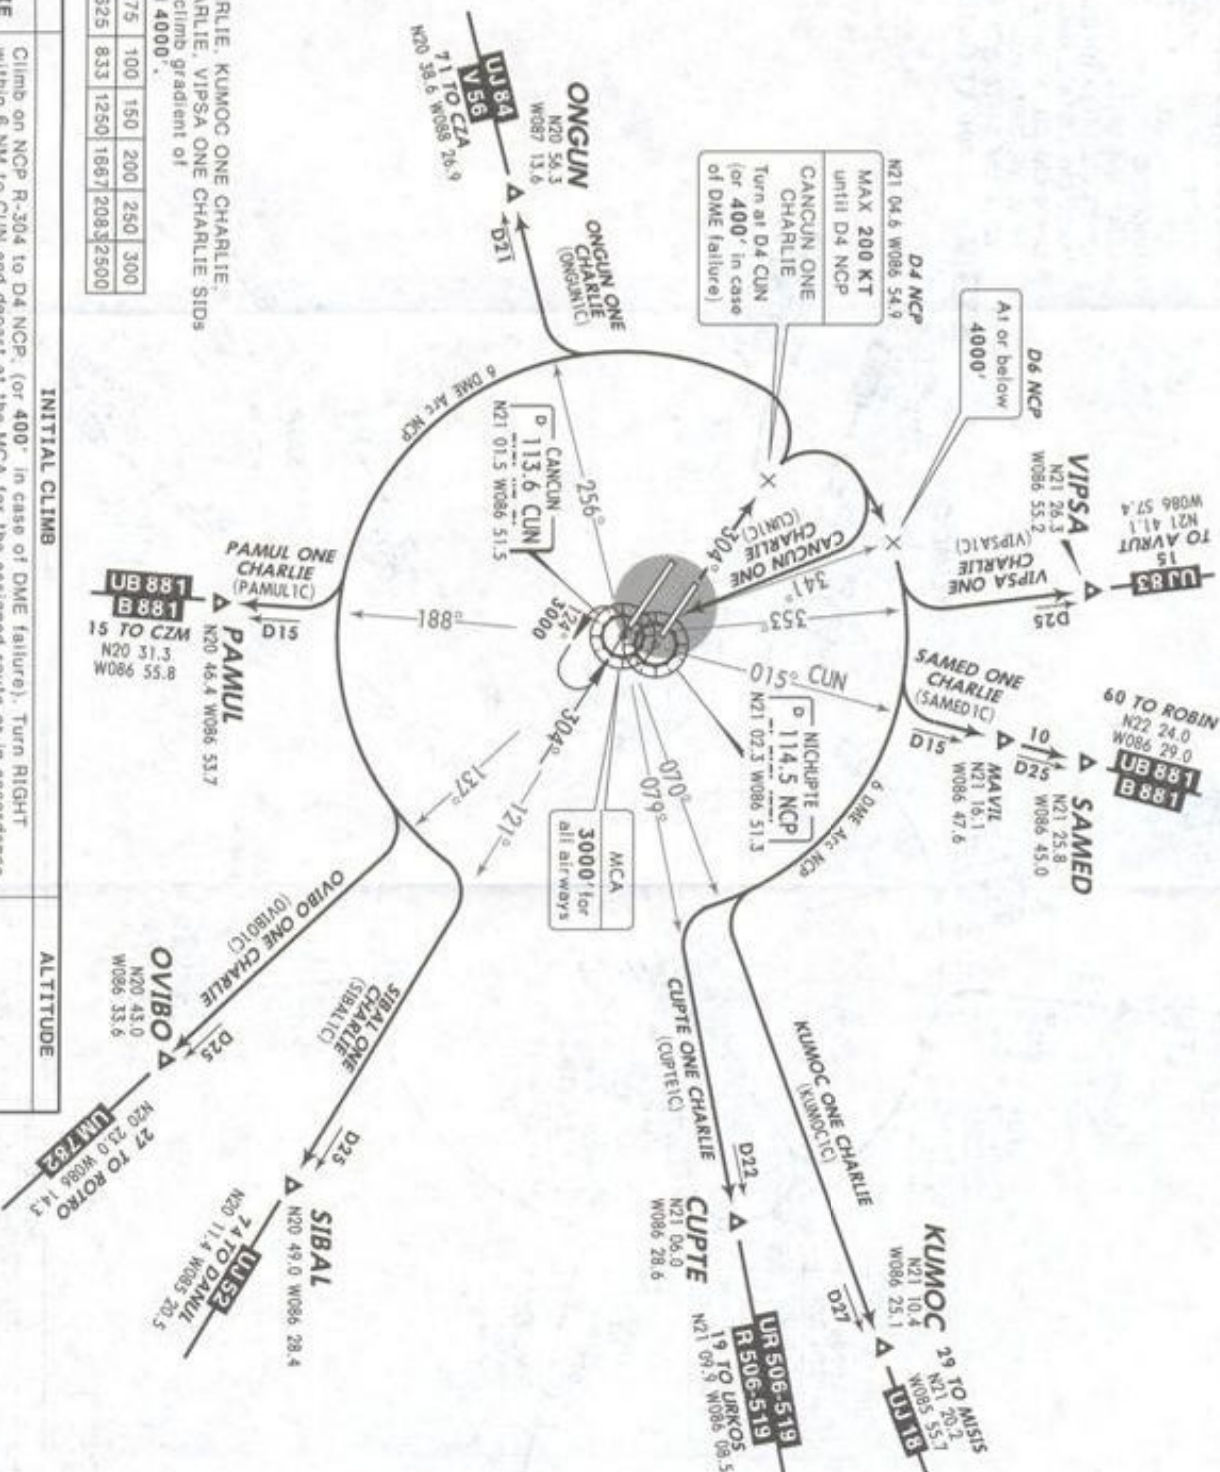 RLIE, KUMOC ONE CHARLIE,
ARLIE, VIPSA ONE CHARLIE SIDs
climb gradient of
4000'.
75 100 150 200 250 300
625 833 1250 1667 2083 2500
INITIAL CLIMB
ALTITUDE
Climb on NCP R-304 to D4 NCP, (or 400' in case of DME failure). Turn RIGHT
ONGUN
N20 56.3
W087 13.6
UJ 84
V 56
71 TO CZA
N20 38.6 W088 26.9
D21
ONGUN ONE
CHARLIE
(ONGUN1C)
D4 NCP
N21 04.6 W086 54.9
MAX 200 KT
until D4 NCP
CANCUN ONE
CHARLIE
Turn at D4 CUN
(or 400' in case
of DME failure)
D6 NCP
At or below
4000'
VIPSA
N21 26.3
W086 55.2
UJ 83
15
TO AVRUT
N21 41.1
W086 57.4
D25
VIPSA ONE
CHARLIE
(VIPSA1C)
CANCUN ONE
CHARLIE
(CUN1C)
304°
341°
353°
015° CUN
SAMED ONE
CHARLIE
(SAMED1C)
D15
MAVIL
N21 16.1
W086 47.6
10
D25
SAMED
N21 25.8
W086 45.0
60 TO ROBIN
N22 24.0
W086 29.0
UB 881
B 881
6 DME Arc NCP
CANCUN
D 113.6 CUN
N21 01.5 W086 51.5
256°
6 DME Arc NCP
NICHUPTE
D 114.5 NCP
N21 02.3 W086 51.3
124°
3000
304°
188°
137°
121°
070°
079°
MCA
3000' for
all airways
PAMUL ONE
CHARLIE
(PAMUL1C)
D15
UB 881
B 881
15 TO CZM
N20 31.3
W086 55.8
PAMUL
N20 46.4 W086 53.7
OVIBO ONE CHARLIE
(OVIBO1C)
D25
OVIBO
N20 43.0
W086 33.6
UM 782
27 TO ROTRO
N20 23.0 W086 14.3
SIBAL ONE
CHARLIE
(SIBAL1C)
D25
SIBAL
N20 49.0 W086 28.4
UJ 52
74 TO DANUL
N20 11.4 W085 20.5
CUPTE ONE CHARLIE
(CUPTE1C)
D22
CUPTE
N21 06.0
W086 28.6
UR 506-519
R 506-519
19 TO URKOS
N21 09.9 W086 08.5
KUMOC ONE CHARLIE
(KUMOC1C)
D27
KUMOC
N21 10.4
W086 25.1
29 TO MISIS
N21 20.2
W085 55.7
UJ 18